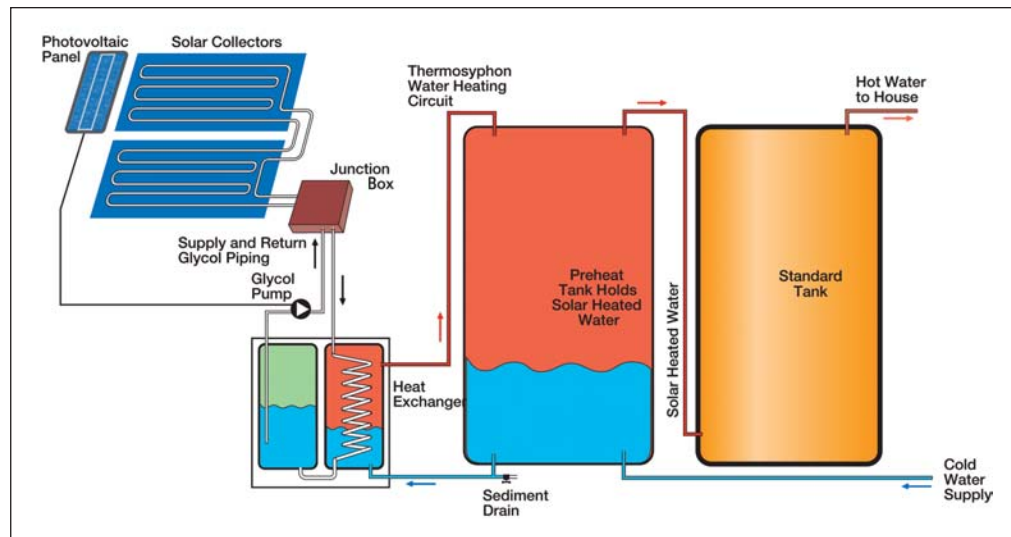 Photovoltaic
Panel
Solar Collectors
Thermosyphon
Water Heating
Circuit
Hot Water
to House
Junction
Box
Supply and Return
Glycol Piping
Glycol
Pump
Preheat
Tank Holds
Solar Heated
Water
Solar Heated Water
Standard
Tank
Heat
Exchanger
Sediment
Drain
Cold
Water
Supply